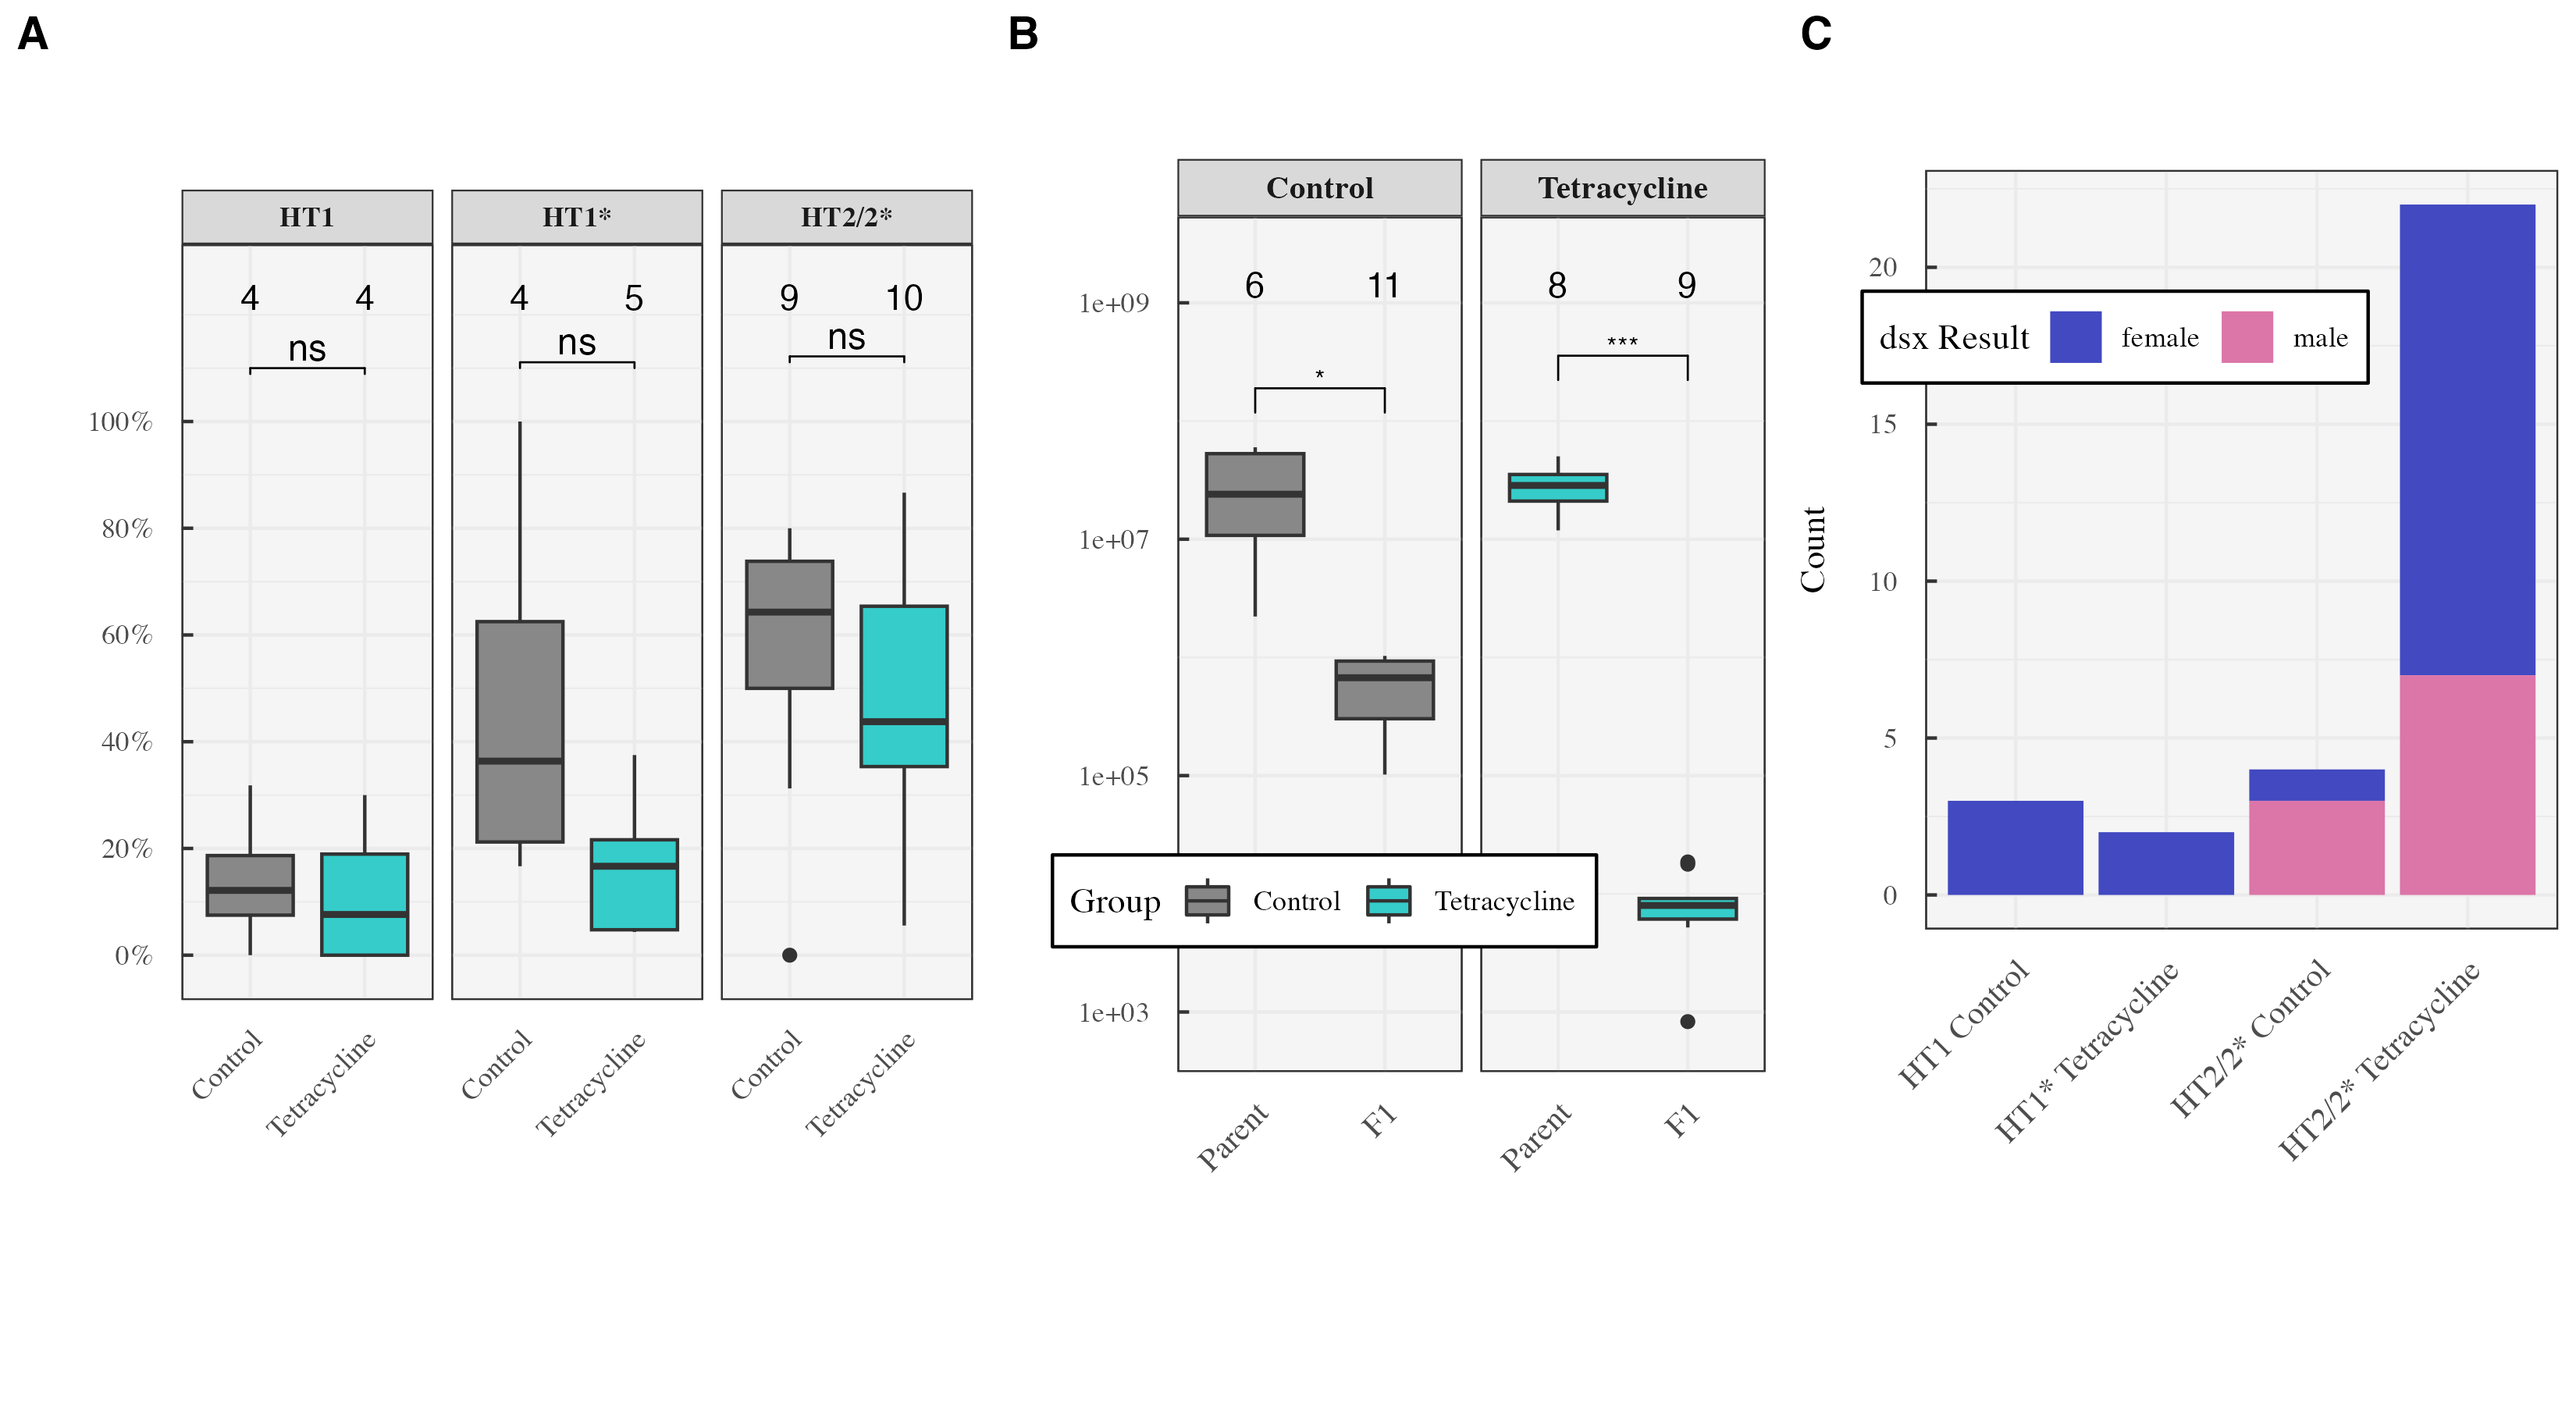 A
HT1
HT1*
HT2/2*
4
4
4
5
9
10
ns
ns
ns
100%
80%
60%
40%
20%
0%
Control
Tetracycline
Control
Tetracycline
Control
Tetracycline
B
Control
Tetracycline
6
11
8
9
*
***
1e+09
1e+07
1e+05
1e+03
Group
Control
Tetracycline
Parent
F1
Parent
F1
C
dsx Result
female
male
Count
20
15
10
5
0
HT1 Control
HT1* Tetracycline
HT2/2* Control
HT2/2* Tetracycline